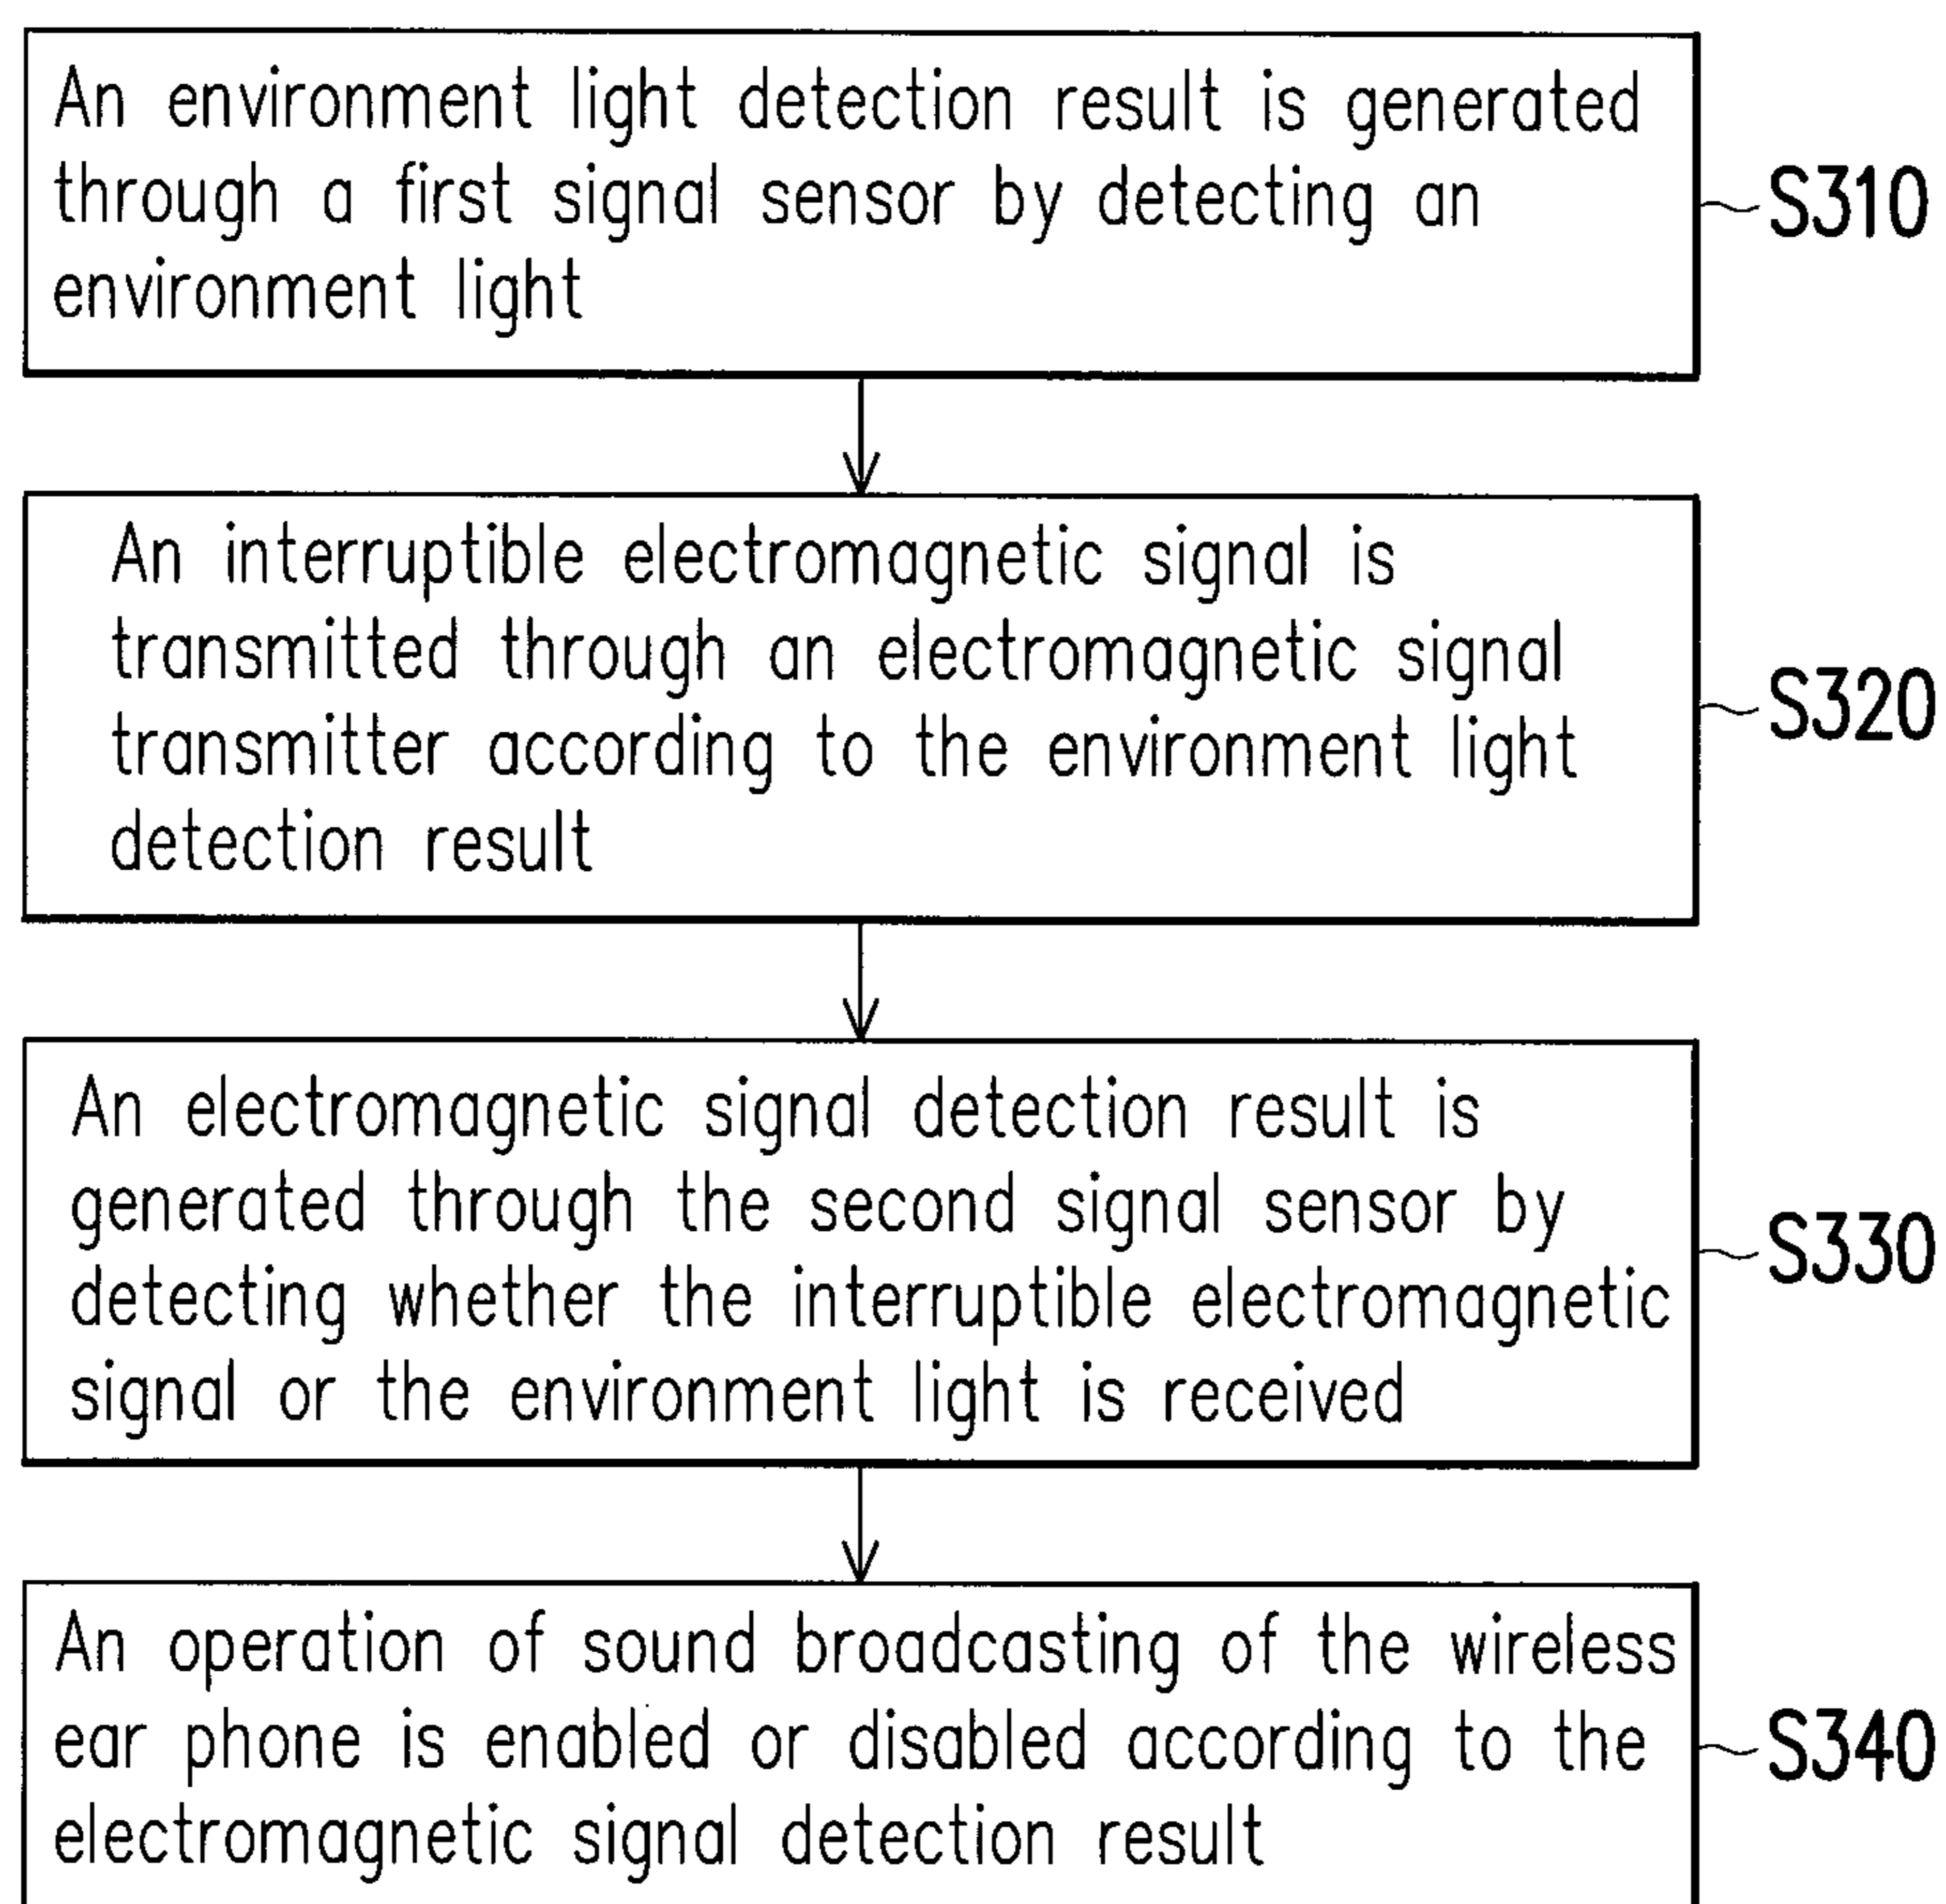 An environment light detection result is generated
through a first signal sensor by detecting an
environment light
S310
An interruptible electromagnetic signal is
transmitted through an electromagnetic signal
transmitter according to the environment light
detection result
S320
An electromagnetic signal detection result is
generated through the second signal sensor by
detecting whether the interruptible electromagnetic
signal or the environment light is received
S330
An operation of sound broadcasting of the wireless
ear phone is enabled or disabled according to the
electromagnetic signal detection result
S340